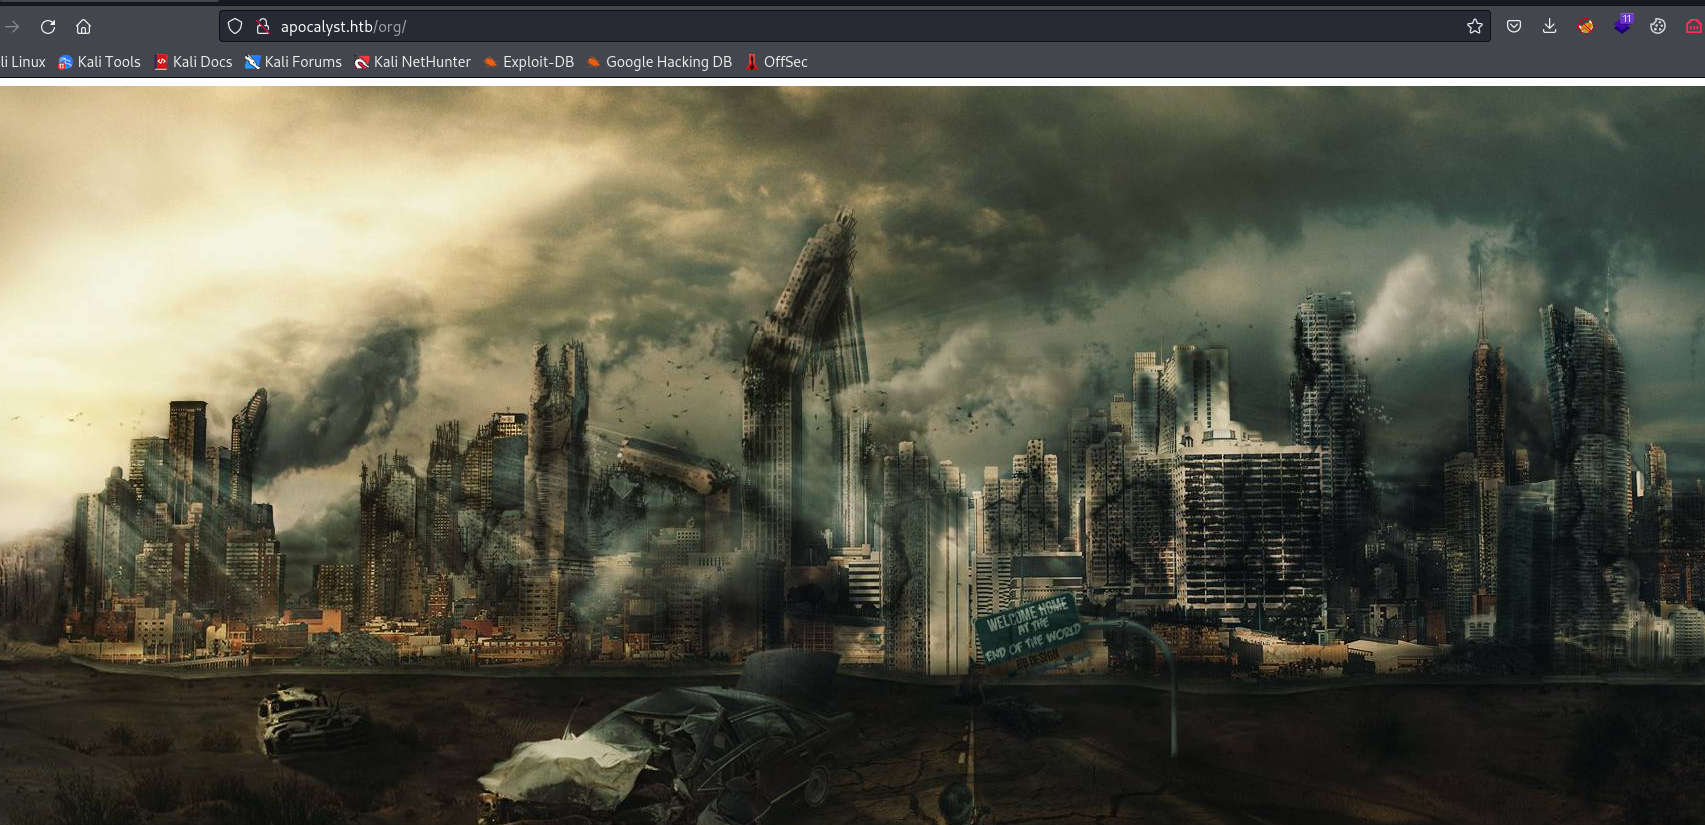 apocalyst.htb/org/
11
li Linux
Kali Tools
Kali Docs
Kali Forums
Kali NetHunter
Exploit-DB
Google Hacking DB
OffSec
WELCOME HOME
AT THE
END OF THE WORLD